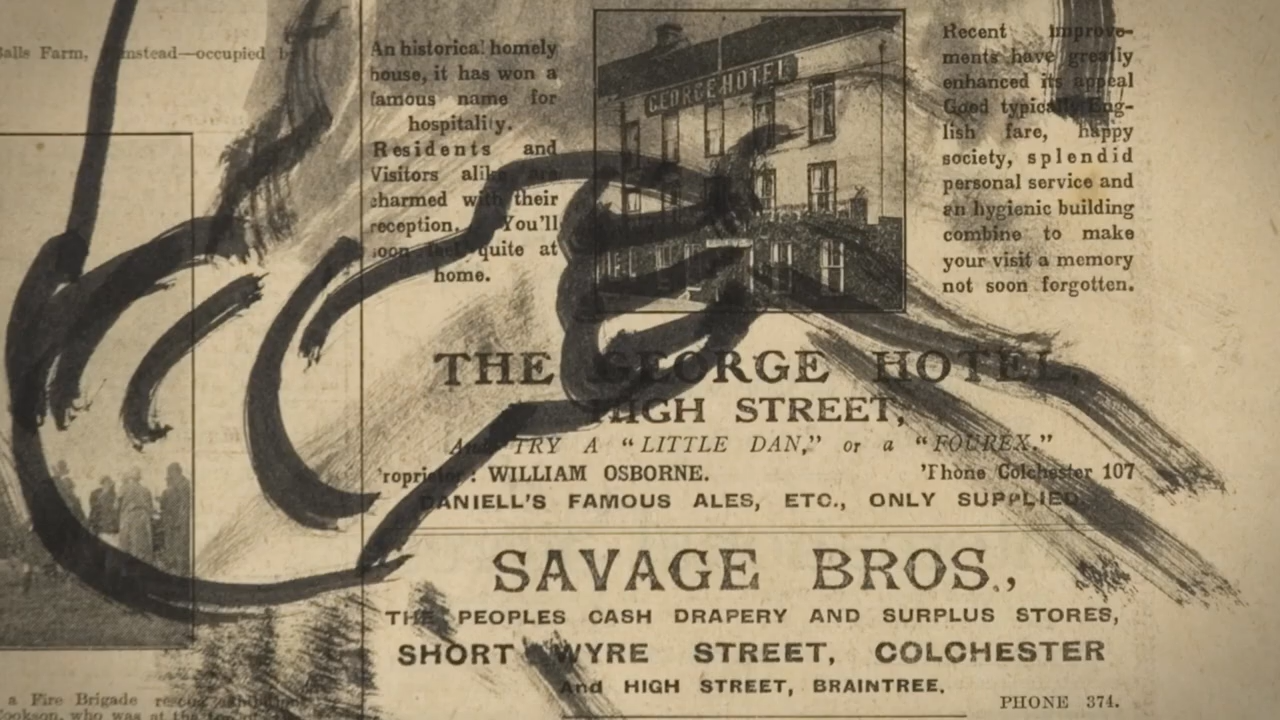 Balls Farm, mstead—occupied b
An historical homely
house, it has won a
famous name for
hospitality.
Residents and
Visitors alike are
charmed with their
reception. You'll
soon feel quite at
home.
GEORGE HOTEL
Recent improve-
ments have greatly
enhanced its appeal
Good typically Eng-
lish fare, happy
society, splendid
personal service and
an hygienic building
combine to make
your visit a memory
not soon forgotten.
THE GEORGE HOTEL,
HIGH STREET,
And TRY A “LITTLE DAN,” or a “FOUREX.”
Proprietor: WILLIAM OSBORNE. 'Phone Colchester 107
DANIELL'S FAMOUS ALES, ETC., ONLY SUPPLIED.
SAVAGE BROS.,
THE PEOPLES CASH DRAPERY AND SURPLUS STORES,
SHORT WYRE STREET, COLCHESTER
And HIGH STREET, BRAINTREE.
PHONE 374.
a Fire Brigade
Cookson, who was at the